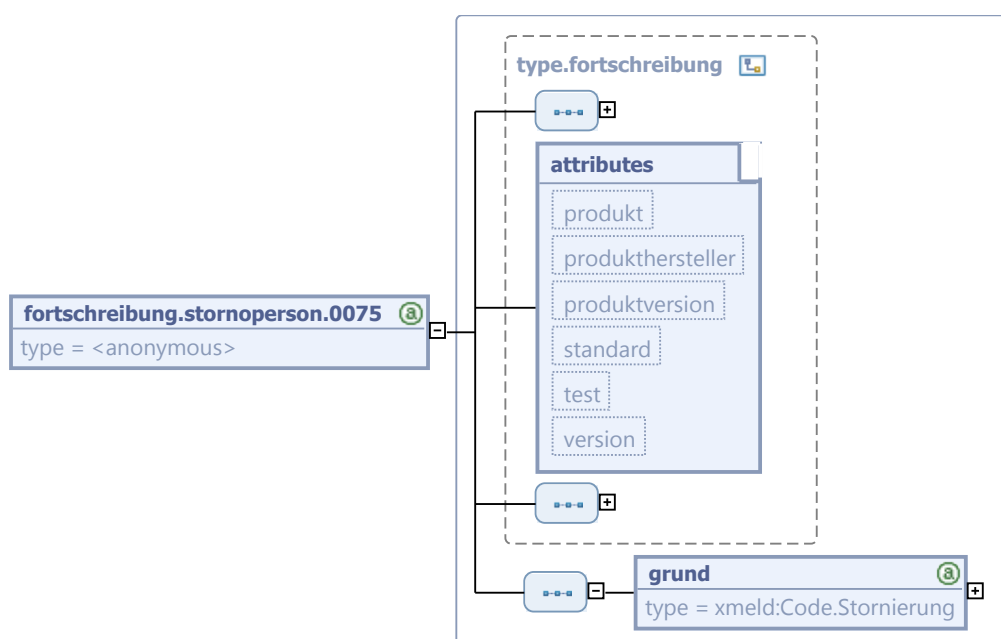 type.fortschreibung
attributes
produkt
produkthersteller
produktversion
standard
test
version
fortschreibung.stornoperson.0075
type = <anonymous>
grund
type = xmeld:Code.Stornierung